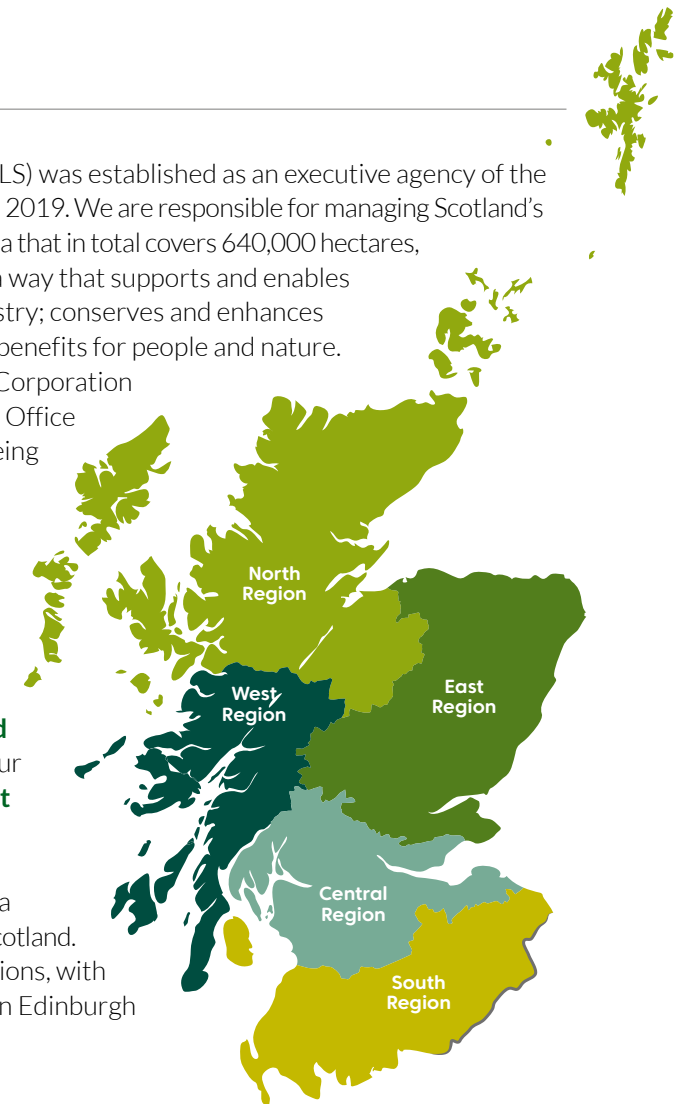 LS) was established as an executive agency of the
2019. We are responsible for managing Scotland's
a that in total covers 640,000 hectares,
way that supports and enables
stry; conserves and enhances
benefits for people and nature.
Corporation
Office
eing
North
Region
East
Region
West
Region
d
ur
t
Central
Region
a
cotland.
ions, with
n Edinburgh
South
Region